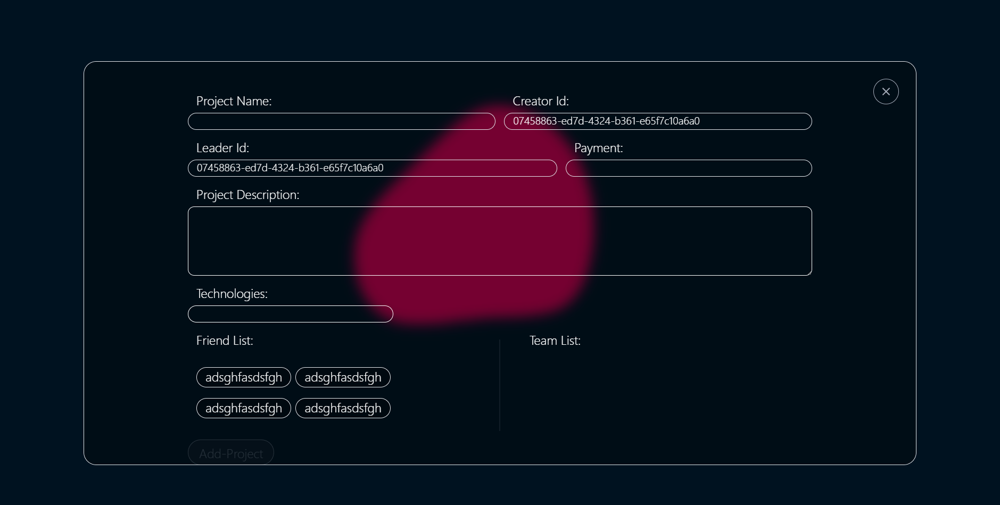 Project Name:
Creator Id:
07458863-ed7d-4324-b361-e65f7c10a6a0
Leader Id:
Payment:
07458863-ed7d-4324-b361-e65f7c10a6a0
Project Description:
Technologies:
Friend List:
Team List:
adsghfasdsfgh adsghfasdsfgh
adsghfasdsfgh adsghfasdsfgh
Add-Project